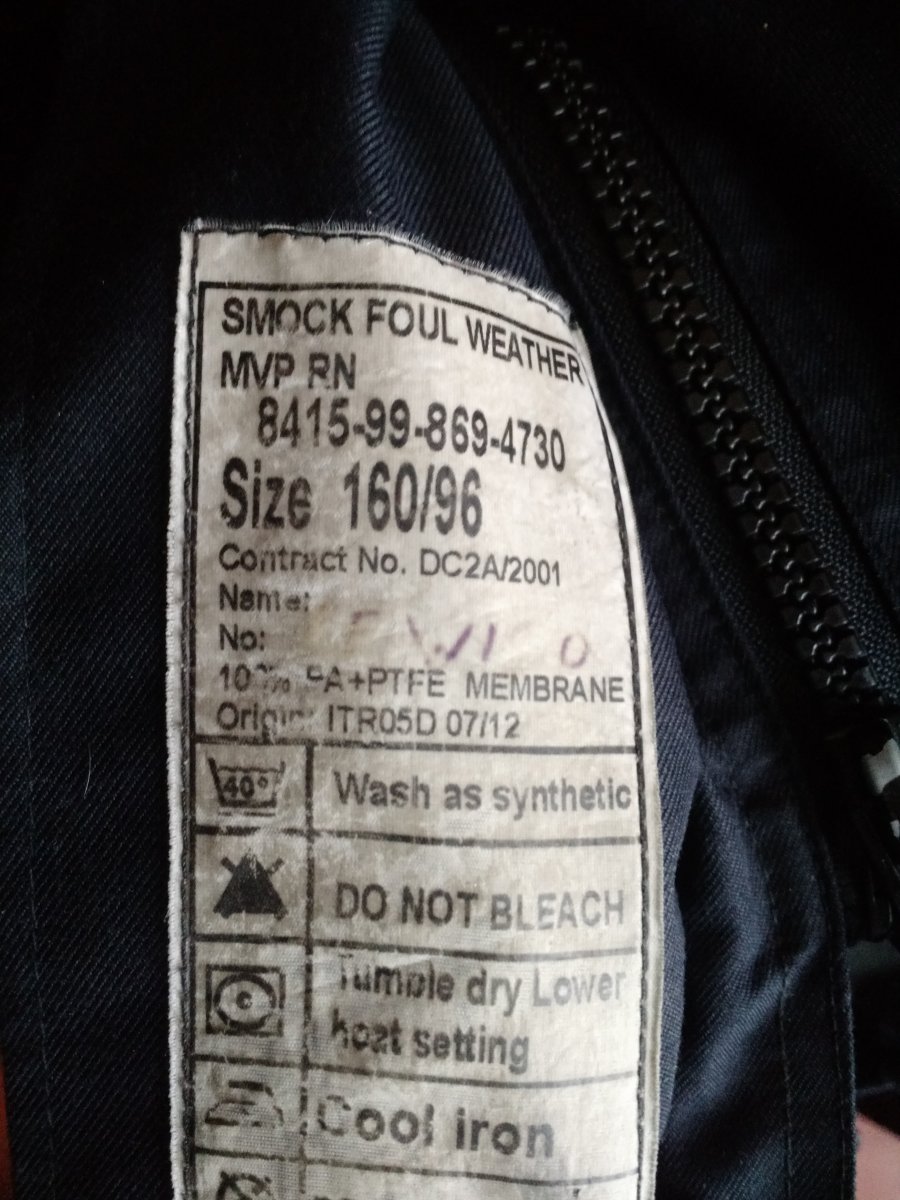 SMOCK FOUL WEATHER
MVP RN
8415-99-869-4730
Size 160/96
Contract No. DC2A/2001
Name:
No:
100% PA+PTFE MEMBRANE
Origin: ITR05D 07/12
40°
Wash as synthetic
DO NOT BLEACH
Tumble dry Lower
heat setting
Cool iron